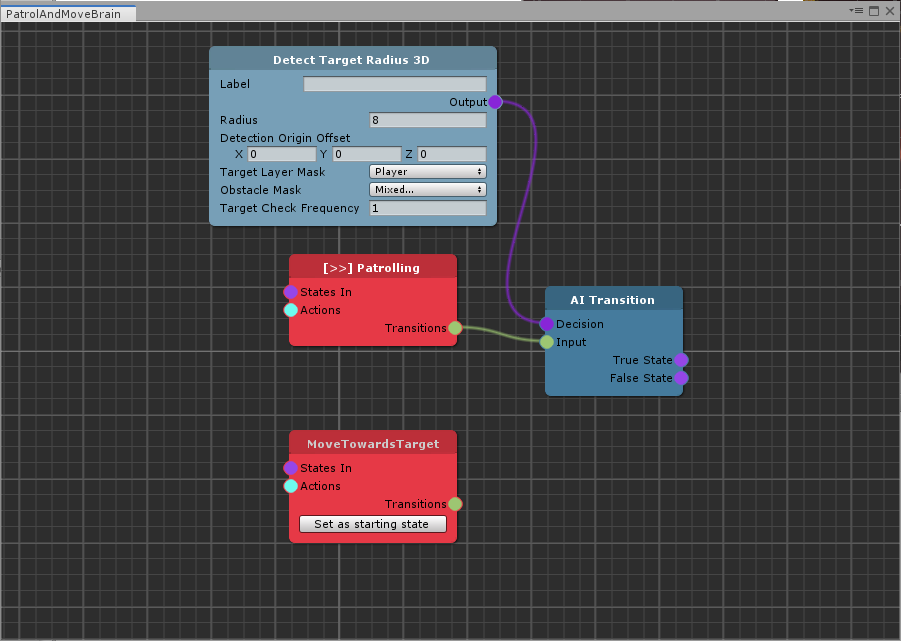 PatrolAndMoveBrain
Detect Target Radius 3D
Label
Output
Radius 8
Detection Origin Offset
X 0 Y 0 Z 0
Target Layer Mask Player
Obstacle Mask Mixed...
Target Check Frequency 1
[>>] Patrolling
States In
Actions
Transitions
AI Transition
Decision
Input
True State
False State
MoveTowardsTarget
States In
Actions
Transitions
Set as starting state